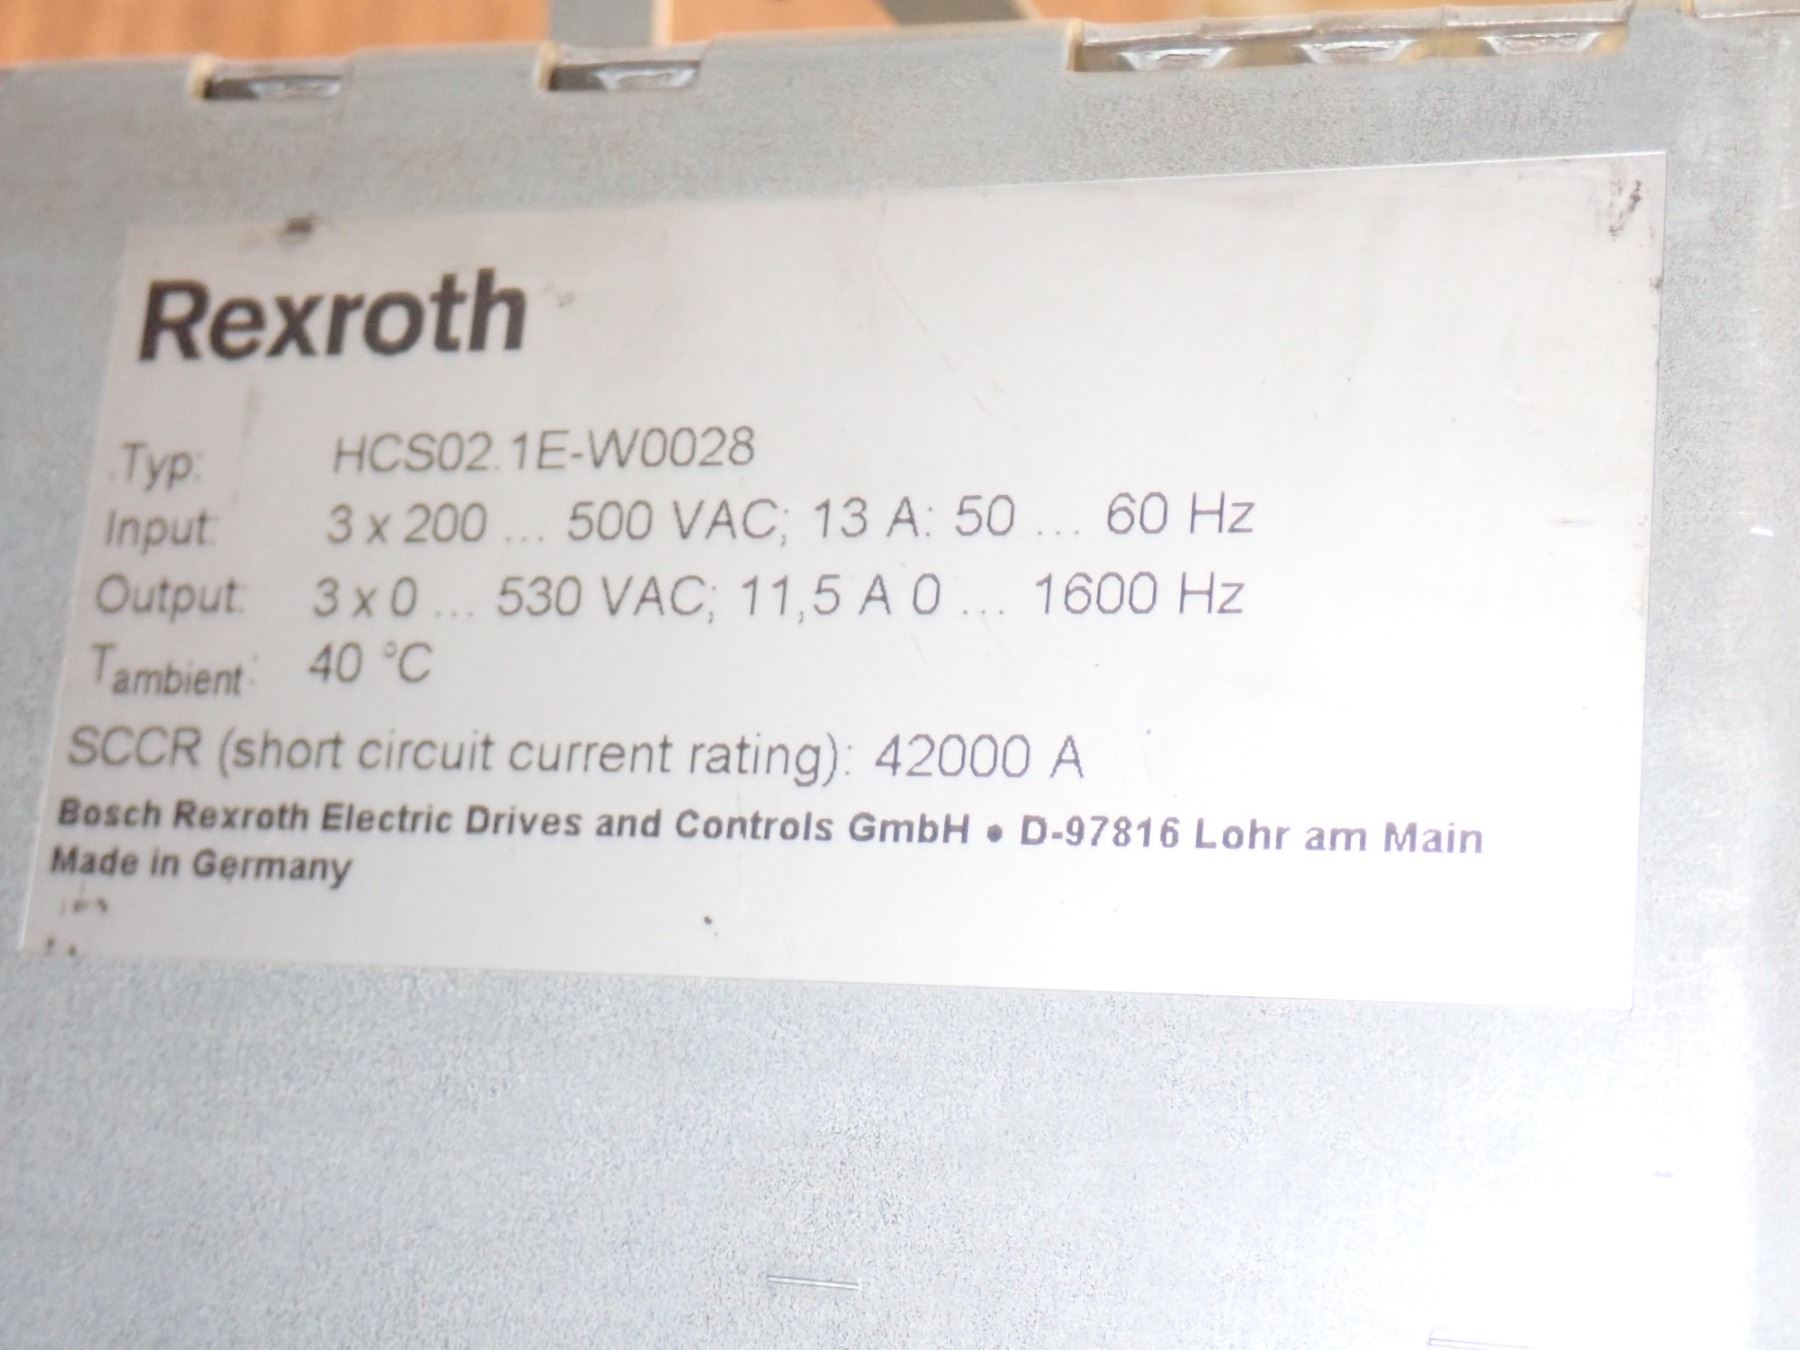 Rexroth
Typ: HCS02.1E-W0028
Input: 3 x 200 ... 500 VAC; 13 A: 50 ... 60 Hz
Output: 3 x 0 ... 530 VAC; 11,5 A 0 ... 1600 Hz
Tambient: 40 °C
SCCR (short circuit current rating): 42000 A
Bosch Rexroth Electric Drives and Controls GmbH • D-97816 Lohr am Main
Made in Germany